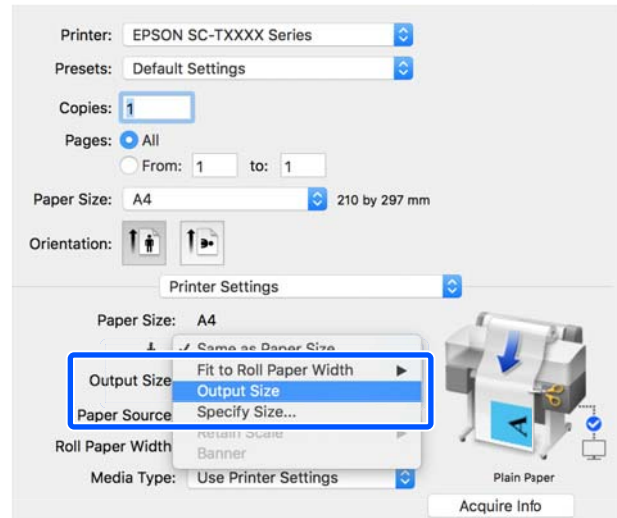 Printer: EPSON SC-TXXXX Series
Presets: Default Settings
Copies: 1
Pages: All
From: 1 to: 1
Paper Size: A4 210 by 297 mm
Orientation:
Printer Settings
Paper Size: A4
✓ Same as Paper Size
Fit to Roll Paper Width ▶
Output Size Output Size
Paper Source Specify Size...
Retain Scale ▶
Roll Paper Width Banner
Media Type: Use Printer Settings
Plain Paper
Acquire Info